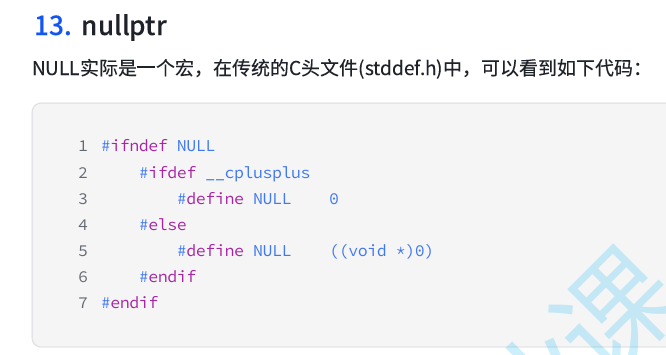 13. nullptr
NULL实际是一个宏，在传统的C头文件(stddef.h)中，可以看到如下代码：
1 #ifndef NULL
2     #ifdef __cplusplus
3         #define NULL    0
4     #else
5         #define NULL    ((void *)0)
6     #endif
7 #endif
课